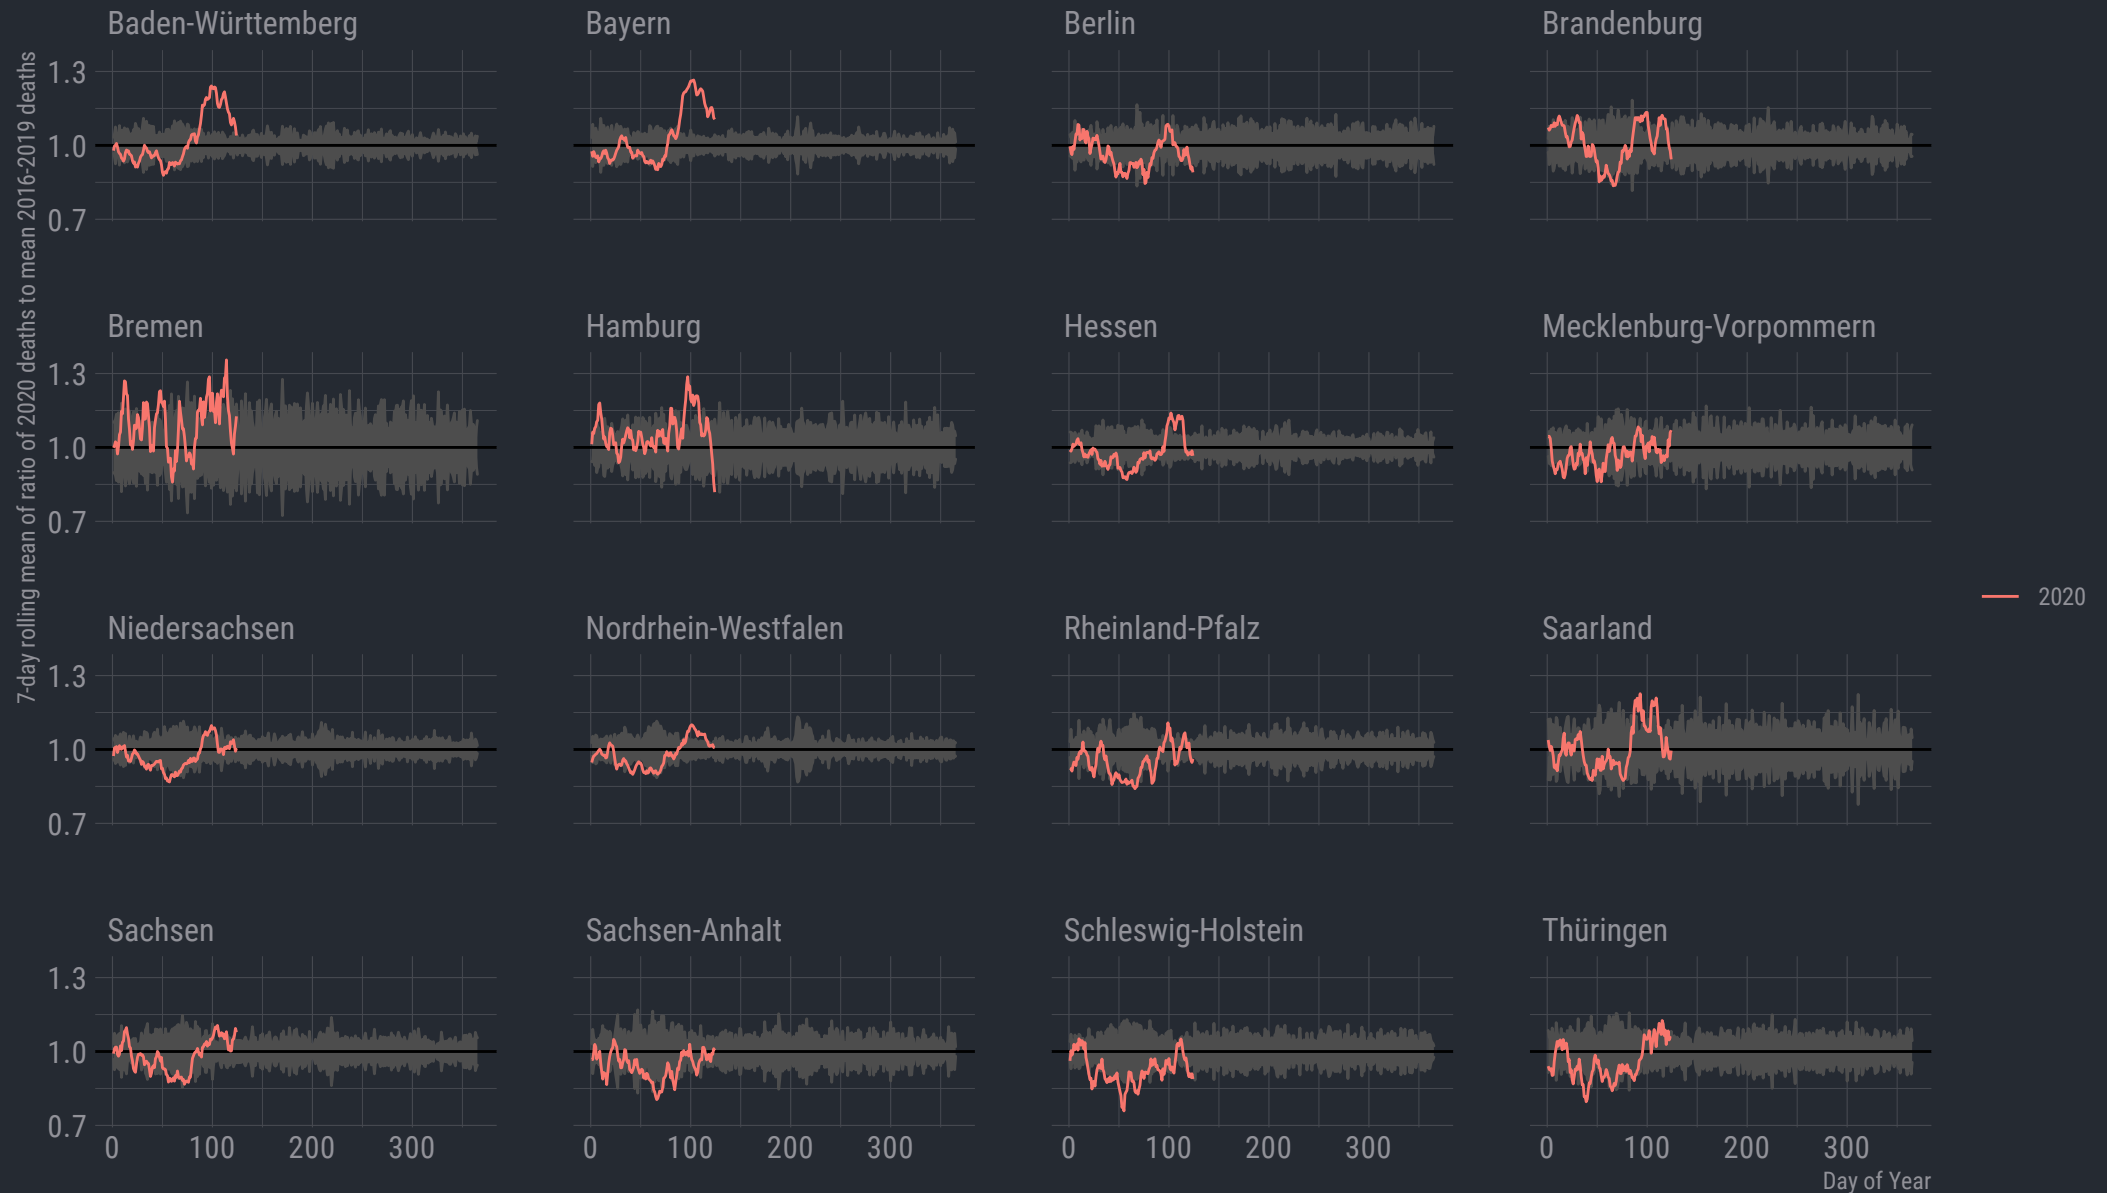 7-day rolling mean of ratio of 2020 deaths to mean 2016-2019 deaths
Baden-Württemberg
Bayern
Berlin
Brandenburg
1.3
1.0
0.7
Bremen
Hamburg
Hessen
Mecklenburg-Vorpommern
1.3
1.0
0.7
2020
Niedersachsen
Nordrhein-Westfalen
Rheinland-Pfalz
Saarland
1.3
1.0
0.7
Sachsen
Sachsen-Anhalt
Schleswig-Holstein
Thüringen
1.3
1.0
0.7
0 100 200 300
0 100 200 300
0 100 200 300
0 100 200 300
Day of Year